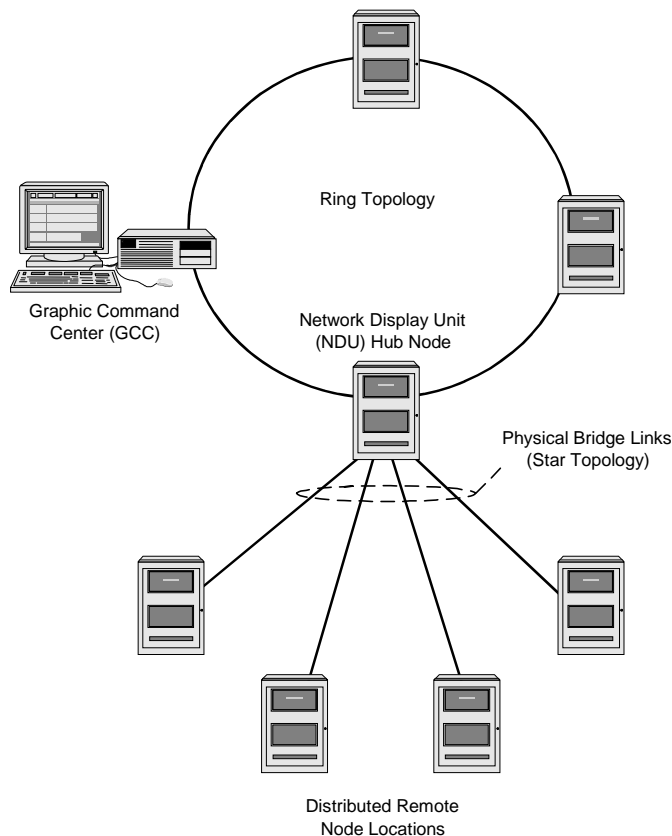 Ring Topology
Graphic Command
Center (GCC)
Network Display Unit
(NDU) Hub Node
Physical Bridge Links
(Star Topology)
Distributed Remote
Node Locations